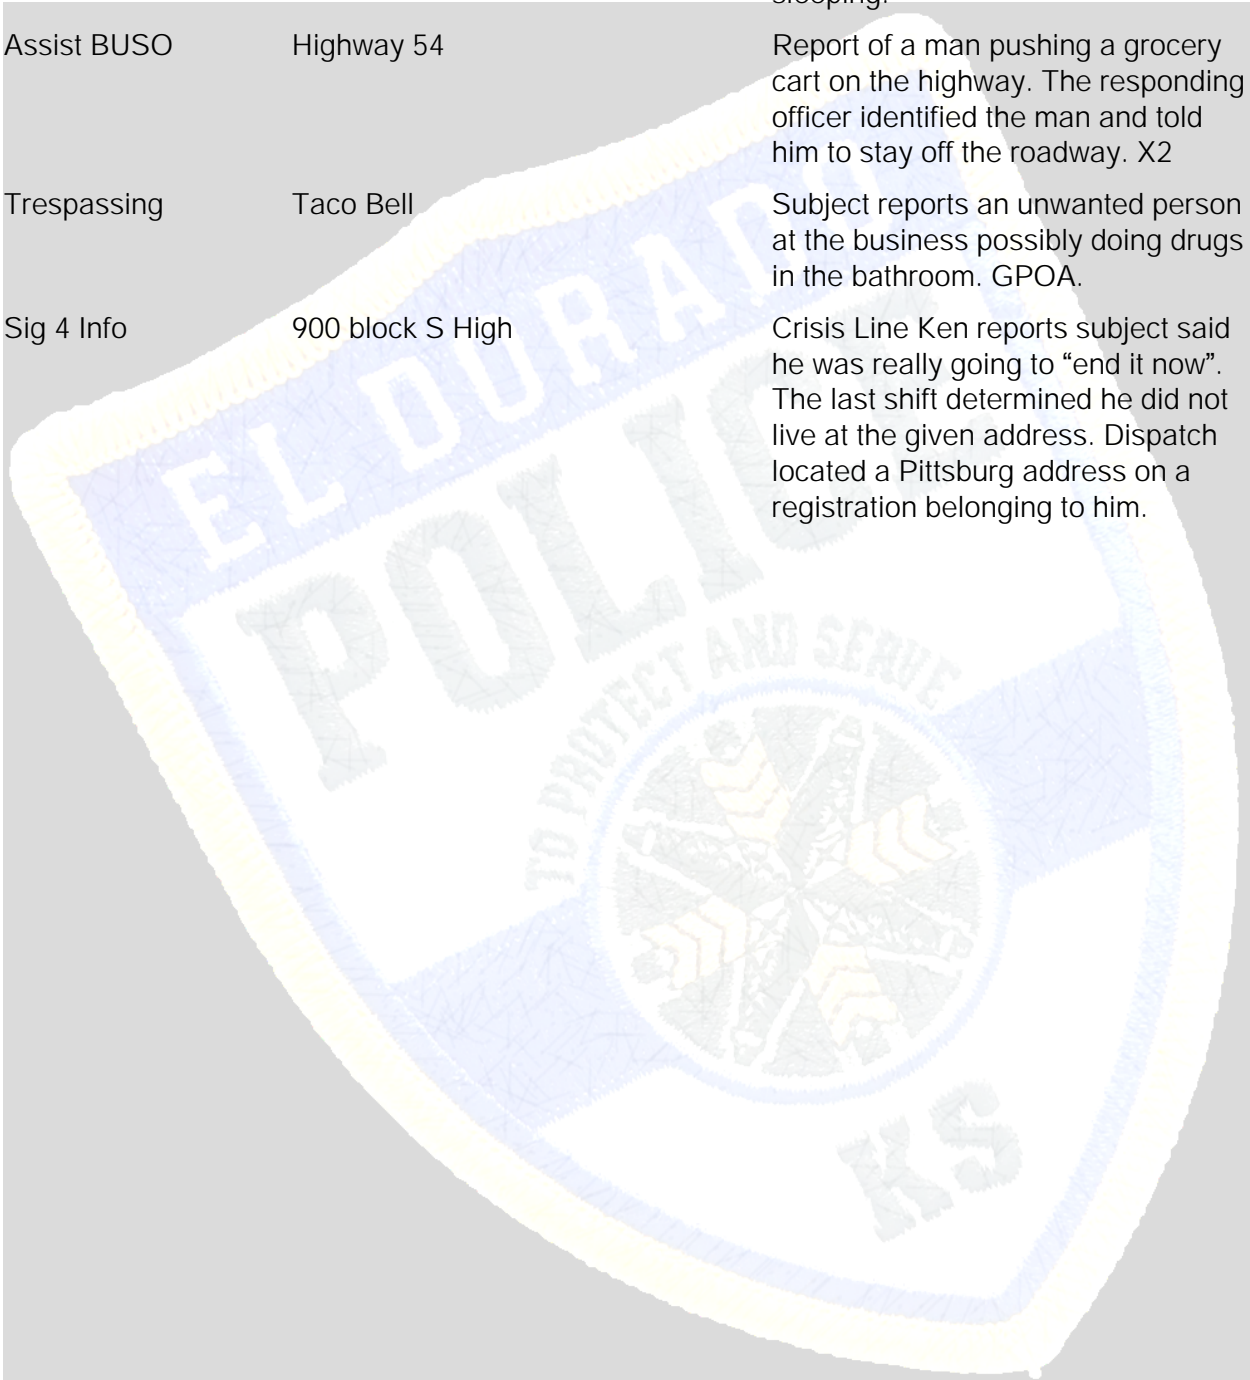 sleeping.
Assist BUSO Highway 54 Report of a man pushing a grocery
cart on the highway. The responding
officer identified the man and told
him to stay off the roadway. X2
Trespassing Taco Bell Subject reports an unwanted person
at the business possibly doing drugs
in the bathroom. GPOA.
Sig 4 Info 900 block S High Crisis Line Ken reports subject said
he was really going to “end it now”.
The last shift determined he did not
live at the given address. Dispatch
located a Pittsburg address on a
registration belonging to him.
EL DORADO
POLICE
TO PROTECT AND SERVE
KS